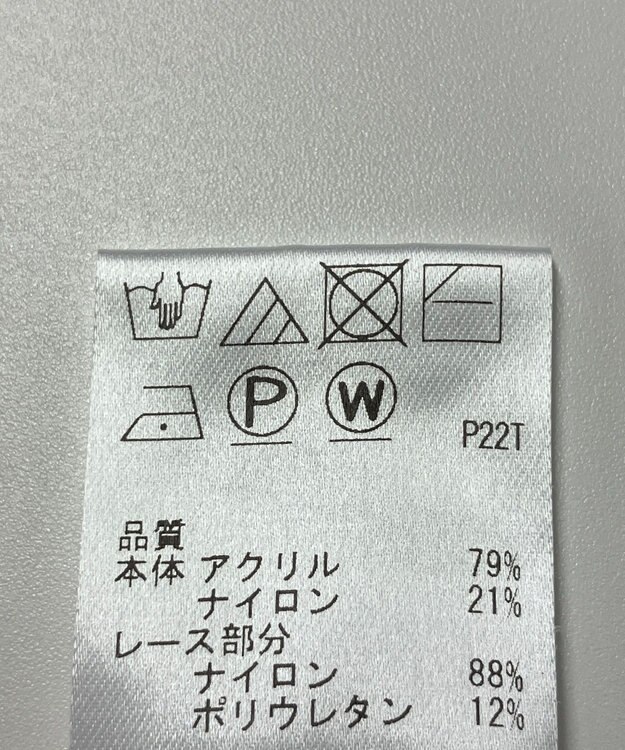 P W
P22T
品質
本体 アクリル 79%
ナイロン 21%
レース部分
ナイロン 88%
ポリウレタン 12%